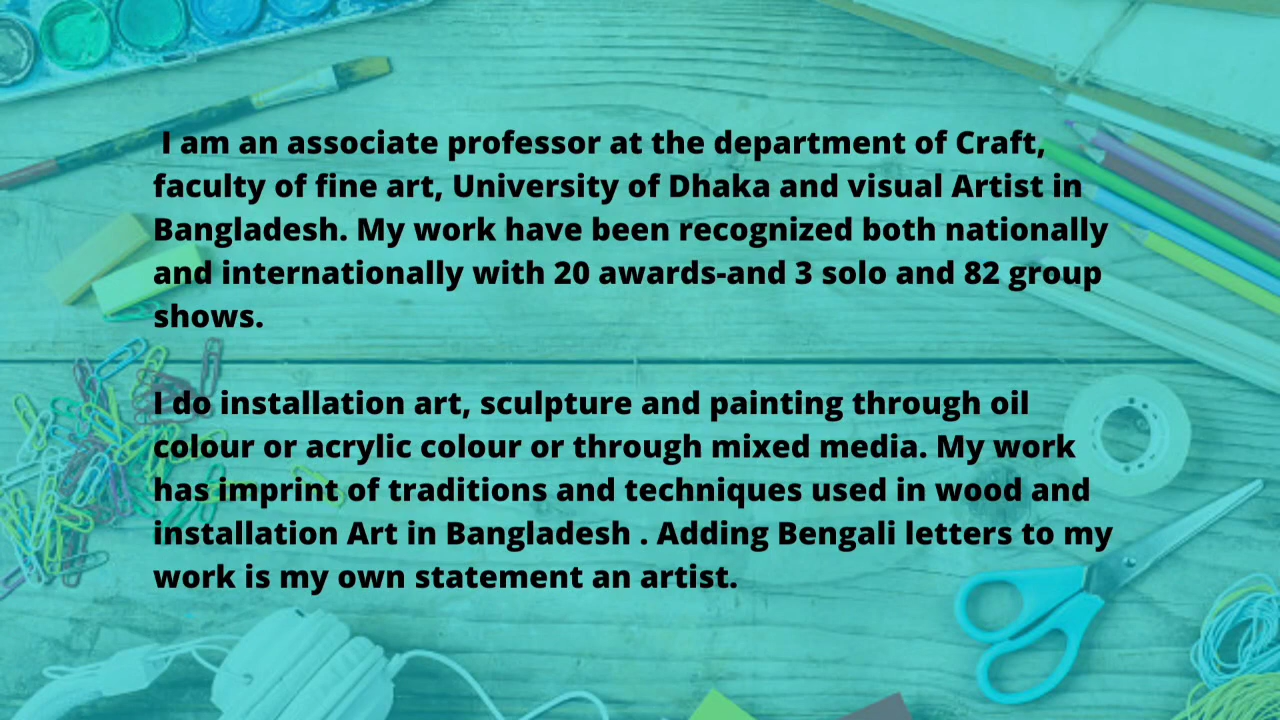 I am an associate professor at the department of Craft,
faculty of fine art, University of Dhaka and visual Artist in
Bangladesh. My work have been recognized both nationally
and internationally with 20 awards-and 3 solo and 82 group
shows.
I do installation art, sculpture and painting through oil
colour or acrylic colour or through mixed media. My work
has imprint of traditions and techniques used in wood and
installation Art in Bangladesh . Adding Bengali letters to my
work is my own statement an artist.